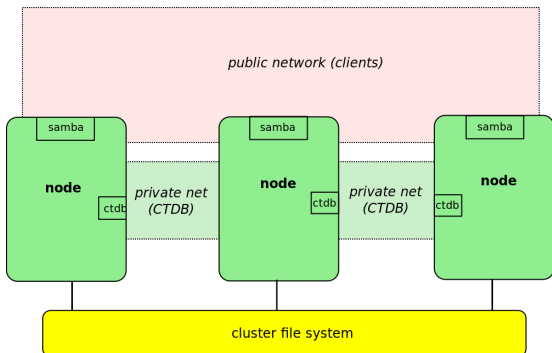 public network (clients)
samba
samba
samba
node
node
node
ctdb
private net
(CTDB)
ctdb
private net
(CTDB)
ctdb
cluster file system